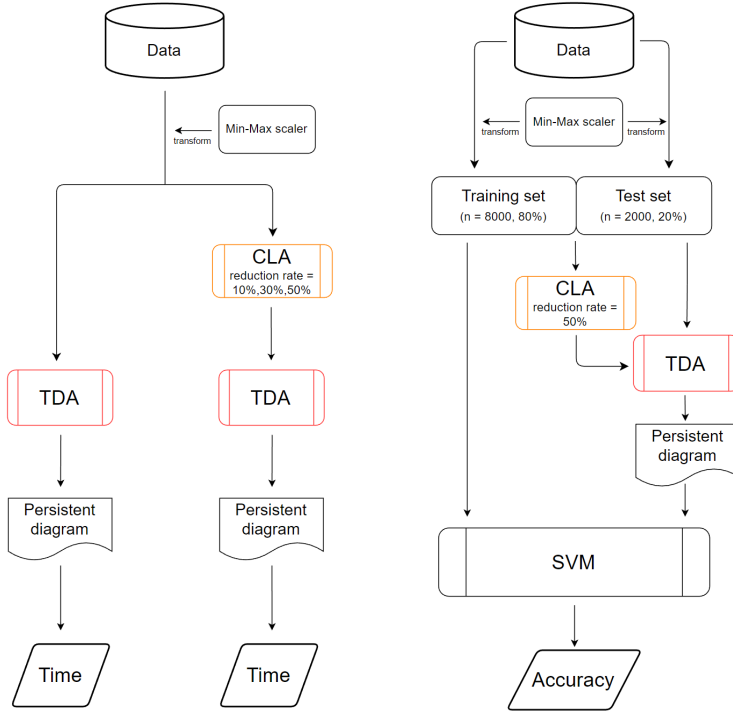 Data
Min-Max scaler
transform
CLA
reduction rate =
10%,30%,50%
TDA
TDA
Persistent
diagram
Persistent
diagram
Time
Time
Data
Min-Max scaler
transform
transform
Training set
(n = 8000, 80%)
Test set
(n = 2000, 20%)
CLA
reduction rate =
50%
TDA
Persistent
diagram
SVM
Accuracy